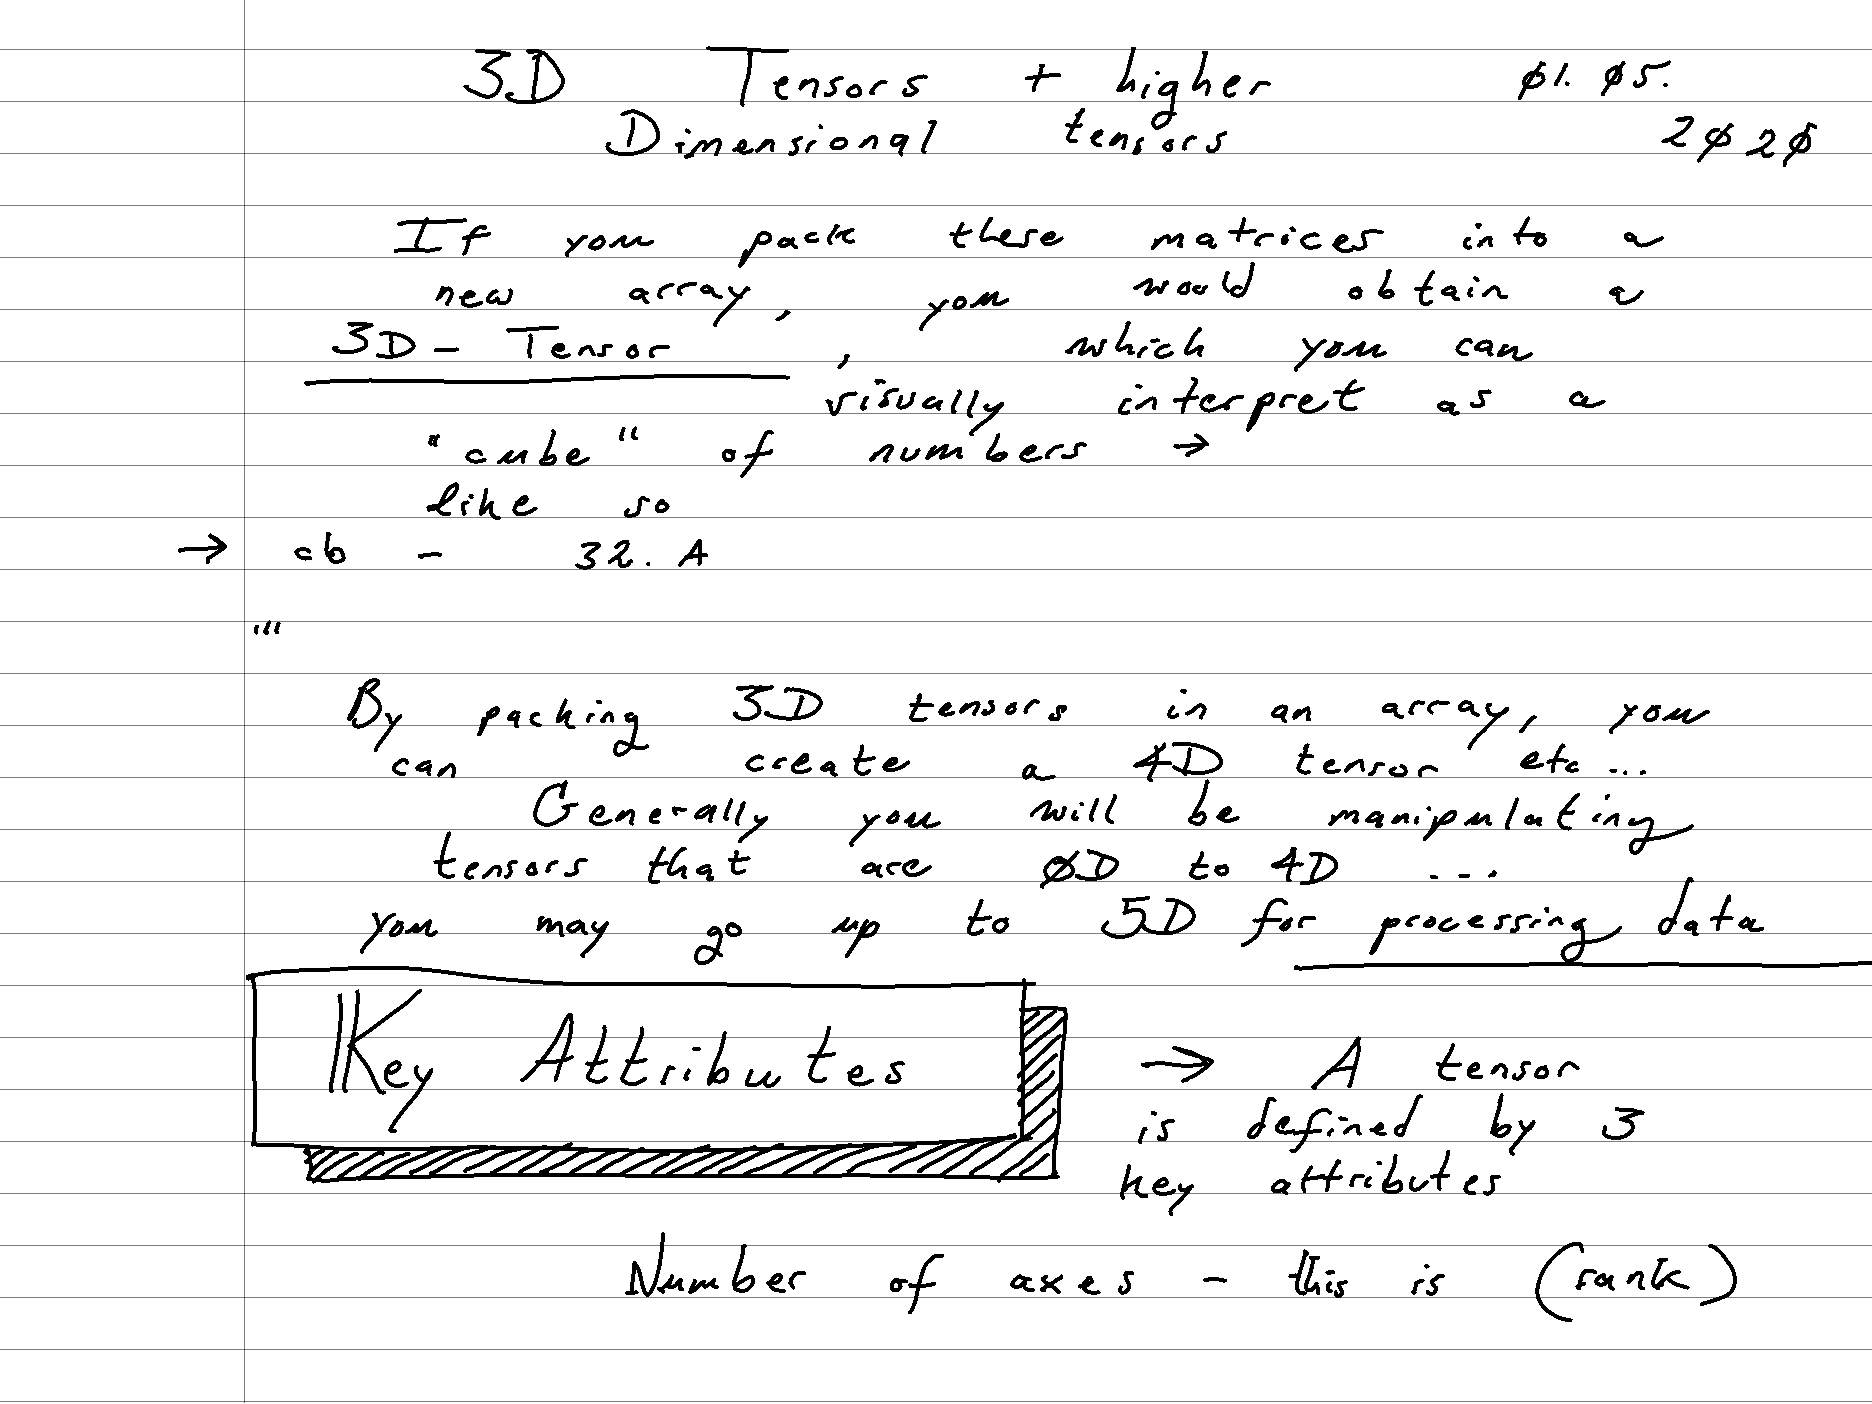 3D Tensors + higher
Dimensional tensors
01.05.
2020
If you pack these matrices into a
new array, you would obtain a
3D - Tensor, which you can
visually interpret as a
"cube" of numbers →
like so
→ cb - 32.A
"'
By packing 3D tensors in an array, you
can create a 4D tensor etc...
Generally you will be manipulating
tensors that are 0D to 4D ...
you may go up to 5D for processing data
Key Attributes
→ A tensor
is defined by 3
key attributes
Number of axes - this is (rank)